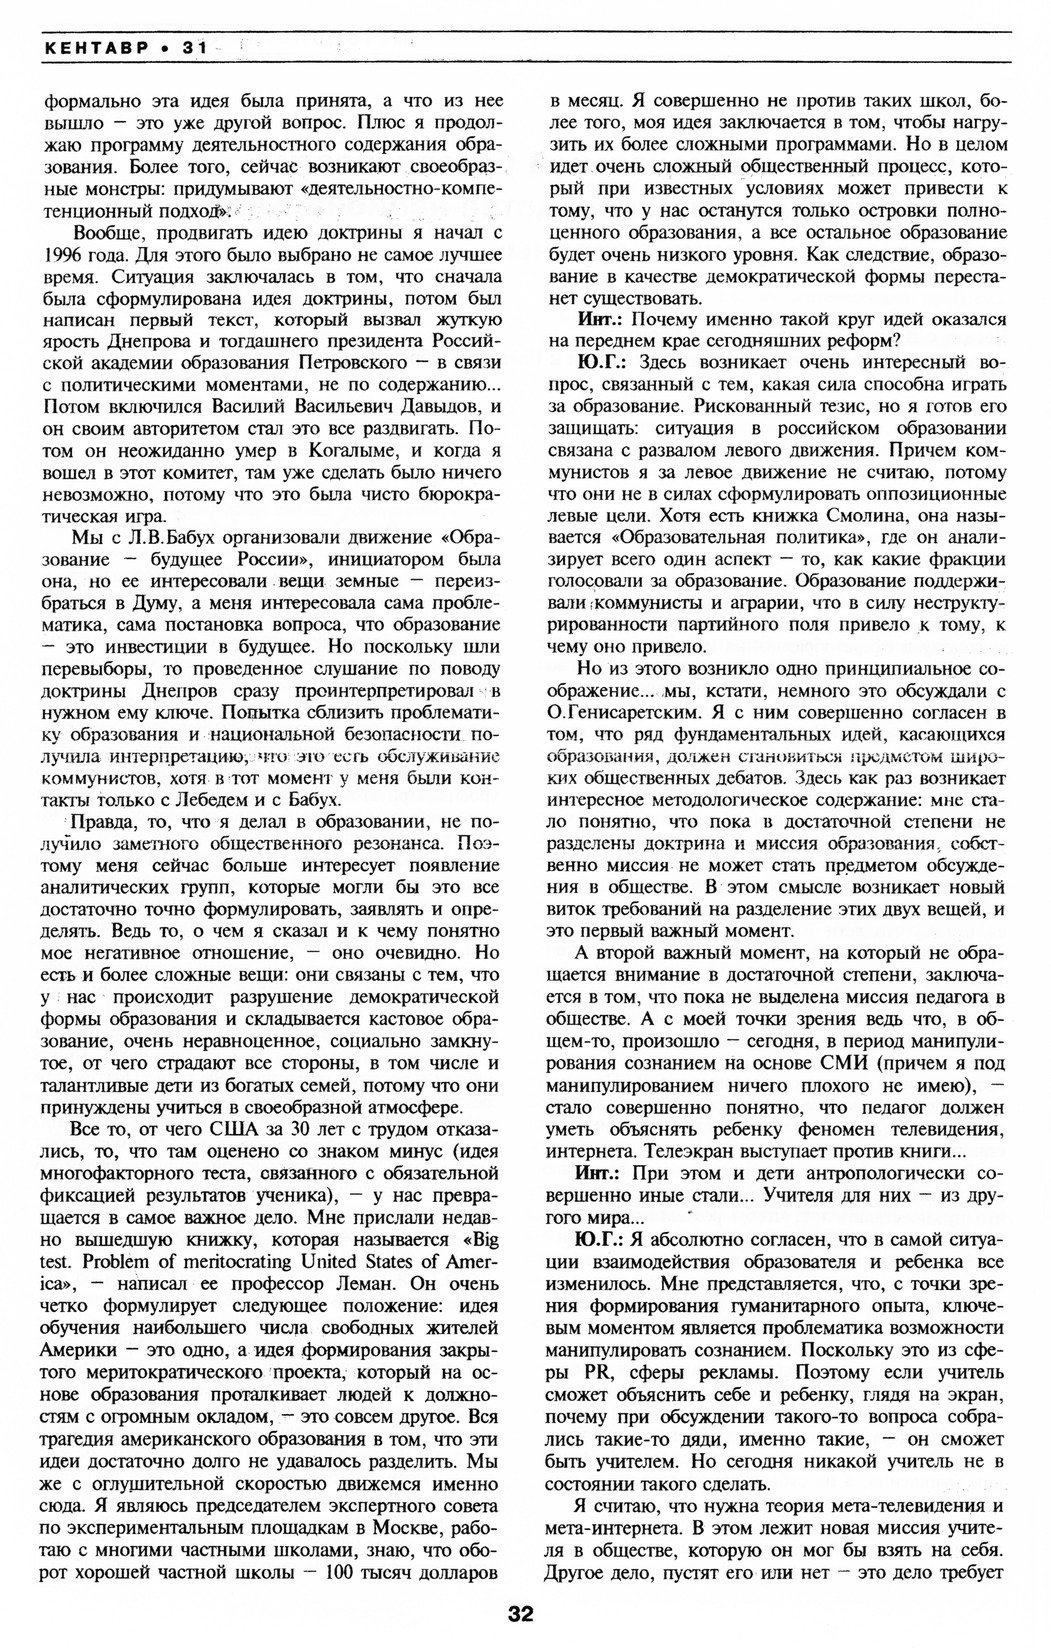 КЕНТАВР • 31
формально эта идея была принята, а что из нее
вышло — это уже другой вопрос. Плюс я продол-
жаю программу деятельностного содержания обра-
зования. Более того, сейчас возникают своеобраз-
ные монстры: придумывают «деятельностно-компе-
тенционный подход».
Вообще, продвигать идею доктрины я начал с
1996 года. Для этого было выбрано не самое лучшее
время. Ситуация заключалась в том, что сначала
была сформулирована идея доктрины, потом был
написан первый текст, который вызвал жуткую
ярость Днепрова и тогдашнего президента Россий-
ской академии образования Петровского — в связи
с политическими моментами, не по содержанию...
Потом включился Василий Васильевич Давыдов, и
он своим авторитетом стал это все раздвигать. По-
том он неожиданно умер в Когалыме, и когда я
вошел в этот комитет, там уже сделать было ничего
невозможно, потому что это была чисто бюрокра-
тическая игра.
Мы с Л.В.Бабух организовали движение «Обра-
зование — будущее России», инициатором была
она, но ее интересовали вещи земные — переиз-
браться в Думу, а меня интересовала сама пробле-
матика, сама постановка вопроса, что образование
— это инвестиции в будущее. Но поскольку шли
перевыборы, то проведенное слушание по поводу
доктрины Днепров сразу проинтерпретировал в
нужном ему ключе. Попытка сблизить проблемати-
ку образования и национальной безопасности по-
лучила интерпретацию, что это есть обслуживание
коммунистов, хотя в тот момент у меня были кон-
такты только с Лебедем и с Бабух.
Правда, то, что я делал в образовании, не по-
лучило заметного общественного резонанса. Поэ-
тому меня сейчас больше интересует появление
аналитических групп, которые могли бы это все
достаточно точно формулировать, заявлять и опре-
делять. Ведь то, о чем я сказал и к чему понятно
мое негативное отношение, — оно очевидно. Но
есть и более сложные вещи: они связаны с тем, что
у нас происходит разрушение демократической
формы образования и складывается кастовое обра-
зование, очень неравноценное, социально замкну-
тое, от чего страдают все стороны, в том числе и
талантливые дети из богатых семей, потому что они
принуждены учиться в своеобразной атмосфере.
Все то, от чего США за 30 лет с трудом отказа-
лись, то, что там оценено со знаком минус (идея
многофакторного теста, связанного с обязательной
фиксацией результатов ученика), — у нас превра-
щается в самое важное дело. Мне прислали недав-
но вышедшую книжку, которая называется «Big
test. Problem of meritocrating United States of Amer-
ica», — написал ее профессор Леман. Он очень
четко формулирует следующее положение: идея
обучения наибольшего числа свободных жителей
Америки — это одно, а идея формирования закры-
того меритократического проекта, который на ос-
нове образования проталкивает людей к должно-
стям с огромным окладом, — это совсем другое. Вся
трагедия американского образования в том, что эти
идеи достаточно долго не удавалось разделить. Мы
же с оглушительной скоростью движемся именно
сюда. Я являюсь председателем экспертного совета
по экспериментальным площадкам в Москве, рабо-
таю с многими частными школами, знаю, что обо-
рот хорошей частной школы — 100 тысяч долларов
в месяц. Я совершенно не против таких школ, бо-
лее того, моя идея заключается в том, чтобы нагру-
зить их более сложными программами. Но в целом
идет очень сложный общественный процесс, кото-
рый при известных условиях может привести к
тому, что у нас останутся только островки полно-
ценного образования, а все остальное образование
будет очень низкого уровня. Как следствие, образо-
вание в качестве демократической формы переста-
нет существовать.
Инт.: Почему именно такой круг идей оказался
на переднем крае сегодняшних реформ?
Ю.Г.: Здесь возникает очень интересный во-
прос, связанный с тем, какая сила способна играть
за образование. Рискованный тезис, но я готов его
защищать: ситуация в российском образовании
связана с развалом левого движения. Причем ком-
мунистов я за левое движение не считаю, потому
что они не в силах сформулировать оппозиционные
левые цели. Хотя есть книжка Смолина, она назы-
вается «Образовательная политика», где он анали-
зирует всего один аспект — то, как какие фракции
голосовали за образование. Образование поддержи-
вали коммунисты и аграрии, что в силу неструкту-
рированности партийного поля привело к тому, к
чему оно привело.
Но из этого возникло одно принципиальное со-
ображение... мы, кстати, немного это обсуждали с
О.Генисаретским. Я с ним совершенно согласен в
том, что ряд фундаментальных идей, касающихся
образования, должен становиться предметом широ-
ких общественных дебатов. Здесь как раз возникает
интересное методологическое содержание: мне ста-
ло понятно, что пока в достаточной степени не
разделены доктрина и миссия образования, собст-
венно миссия не может стать предметом обсужде-
ния в обществе. В этом смысле возникает новый
виток требований на разделение этих двух вещей, и
это первый важный момент.
А второй важный момент, на который не обра-
щается внимание в достаточной степени, заключа-
ется в том, что пока не выделена миссия педагога в
обществе. А с моей точки зрения ведь что, в об-
щем-то, произошло — сегодня, в период манипули-
рования сознанием на основе СМИ (причем я под
манипулированием ничего плохого не имею), —
стало совершенно понятно, что педагог должен
уметь объяснять ребенку феномен телевидения,
интернета. Телеэкран выступает против книги...
Инт.: При этом и дети антропологически со-
вершенно иные стали... Учителя для них — из дру-
гого мира...
Ю.Г.: Я абсолютно согласен, что в самой ситуа-
ции взаимодействия образователя и ребенка все
изменилось. Мне представляется, что, с точки зре-
ния формирования гуманитарного опыта, ключе-
вым моментом является проблематика возможности
манипулировать сознанием. Поскольку это из сфе-
ры PR, сферы рекламы. Поэтому если учитель
сможет объяснить себе и ребенку, глядя на экран,
почему при обсуждении такого-то вопроса собра-
лись такие-то дяди, именно такие, — он сможет
быть учителем. Но сегодня никакой учитель не в
состоянии такого сделать.
Я считаю, что нужна теория мета-телевидения и
мета-интернета. В этом лежит новая миссия учите-
ля в обществе, которую он мог бы взять на себя.
Другое дело, пустят его или нет — это дело требует
32